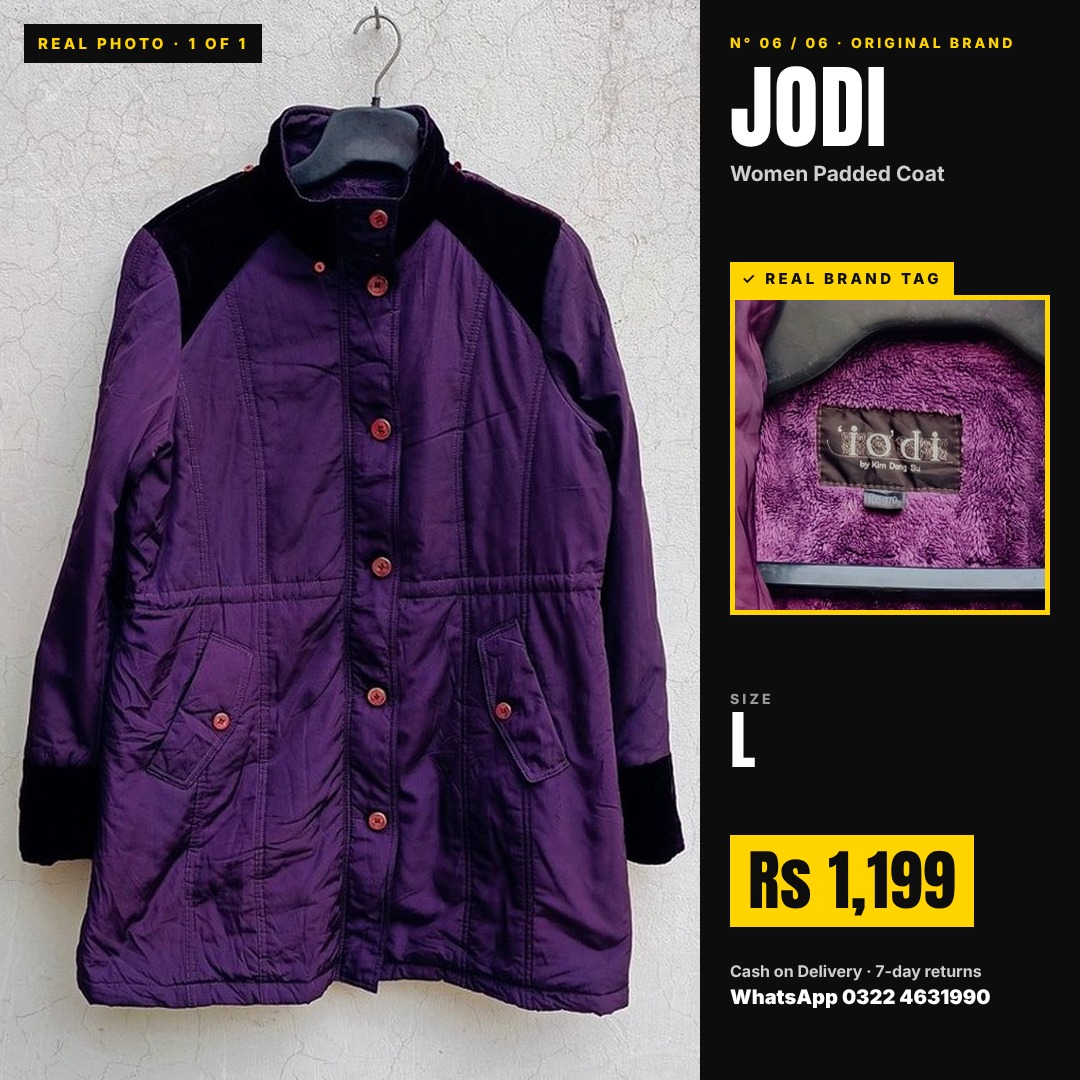 REAL PHOTO · 1 OF 1
N° 06 / 06 · ORIGINAL BRAND
JODI
Women Padded Coat
✓ REAL BRAND TAG
jodi
by Kim Dong Su
SIZE
L
Rs 1,199
Cash on Delivery · 7-day returns
WhatsApp 0322 4631990